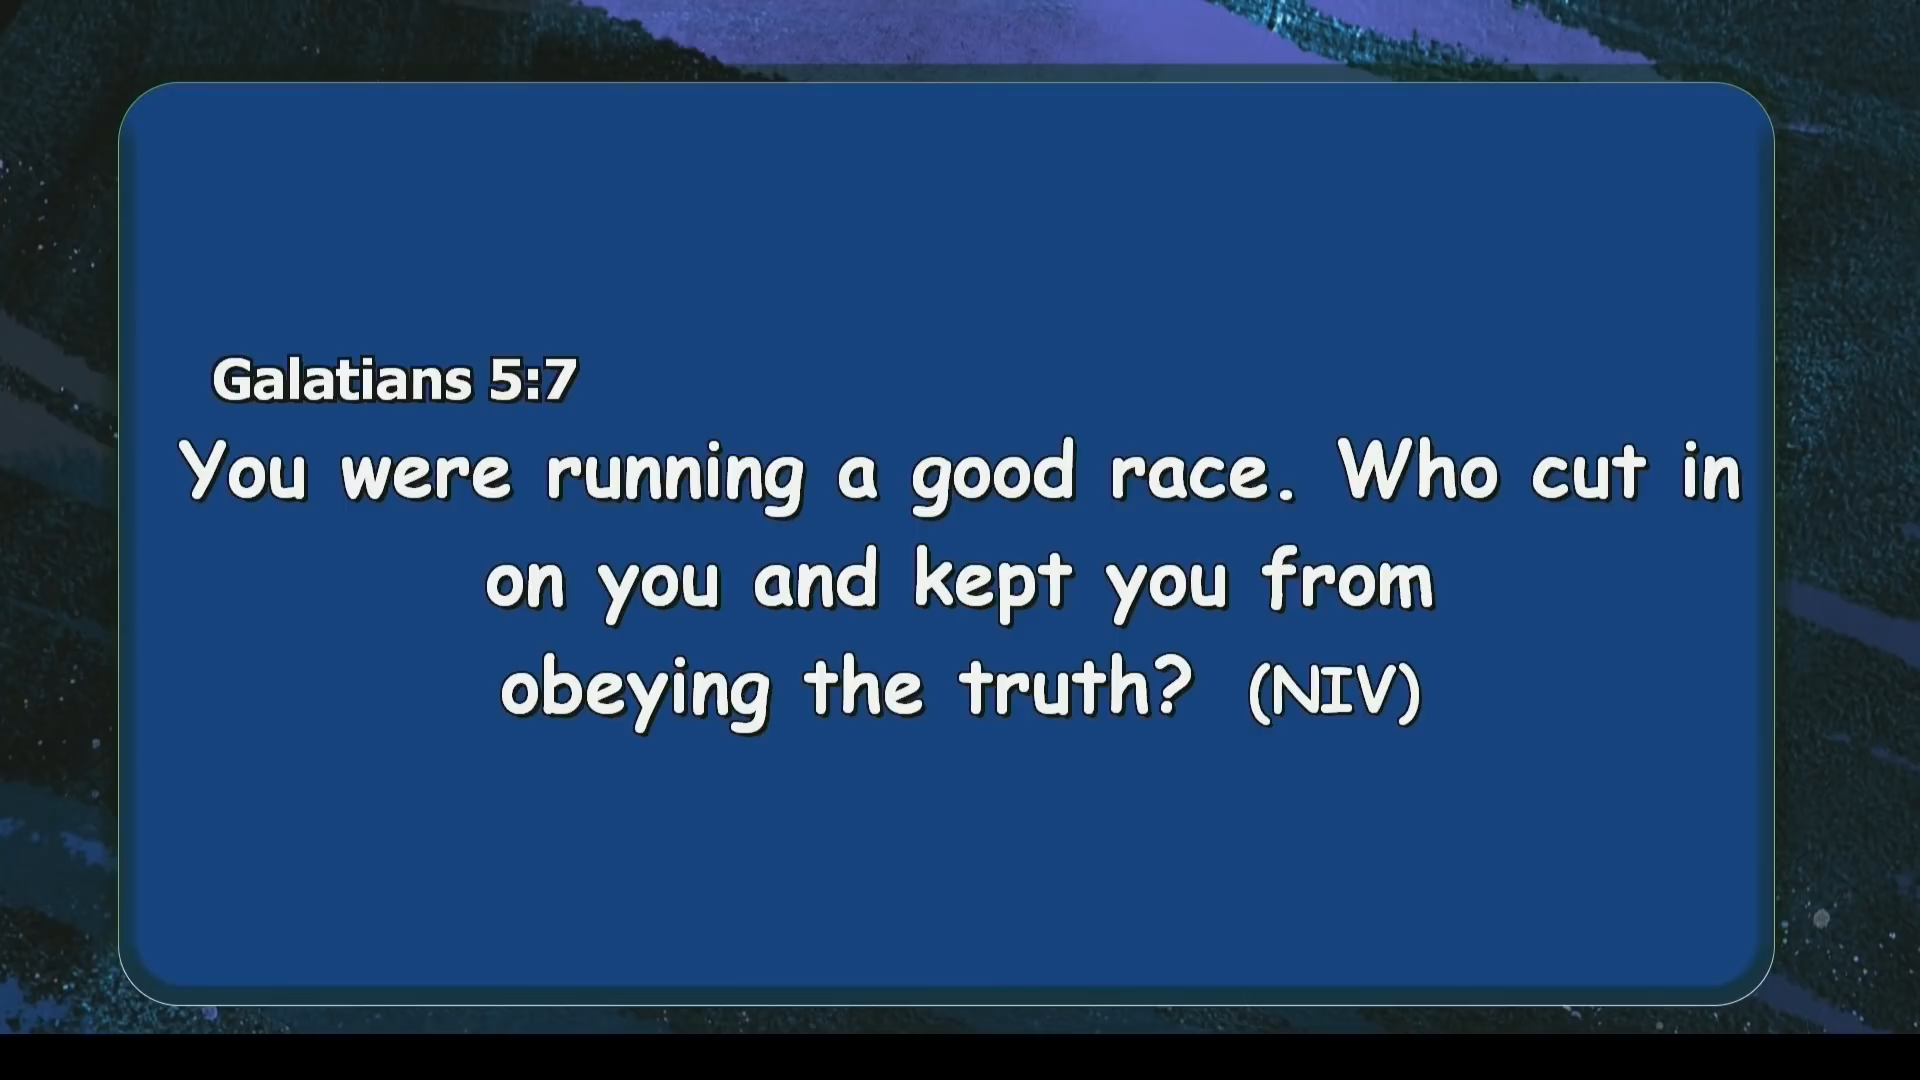 Galatians 5:7
You were running a good race. Who cut in
on you and kept you from
obeying the truth? (NIV)